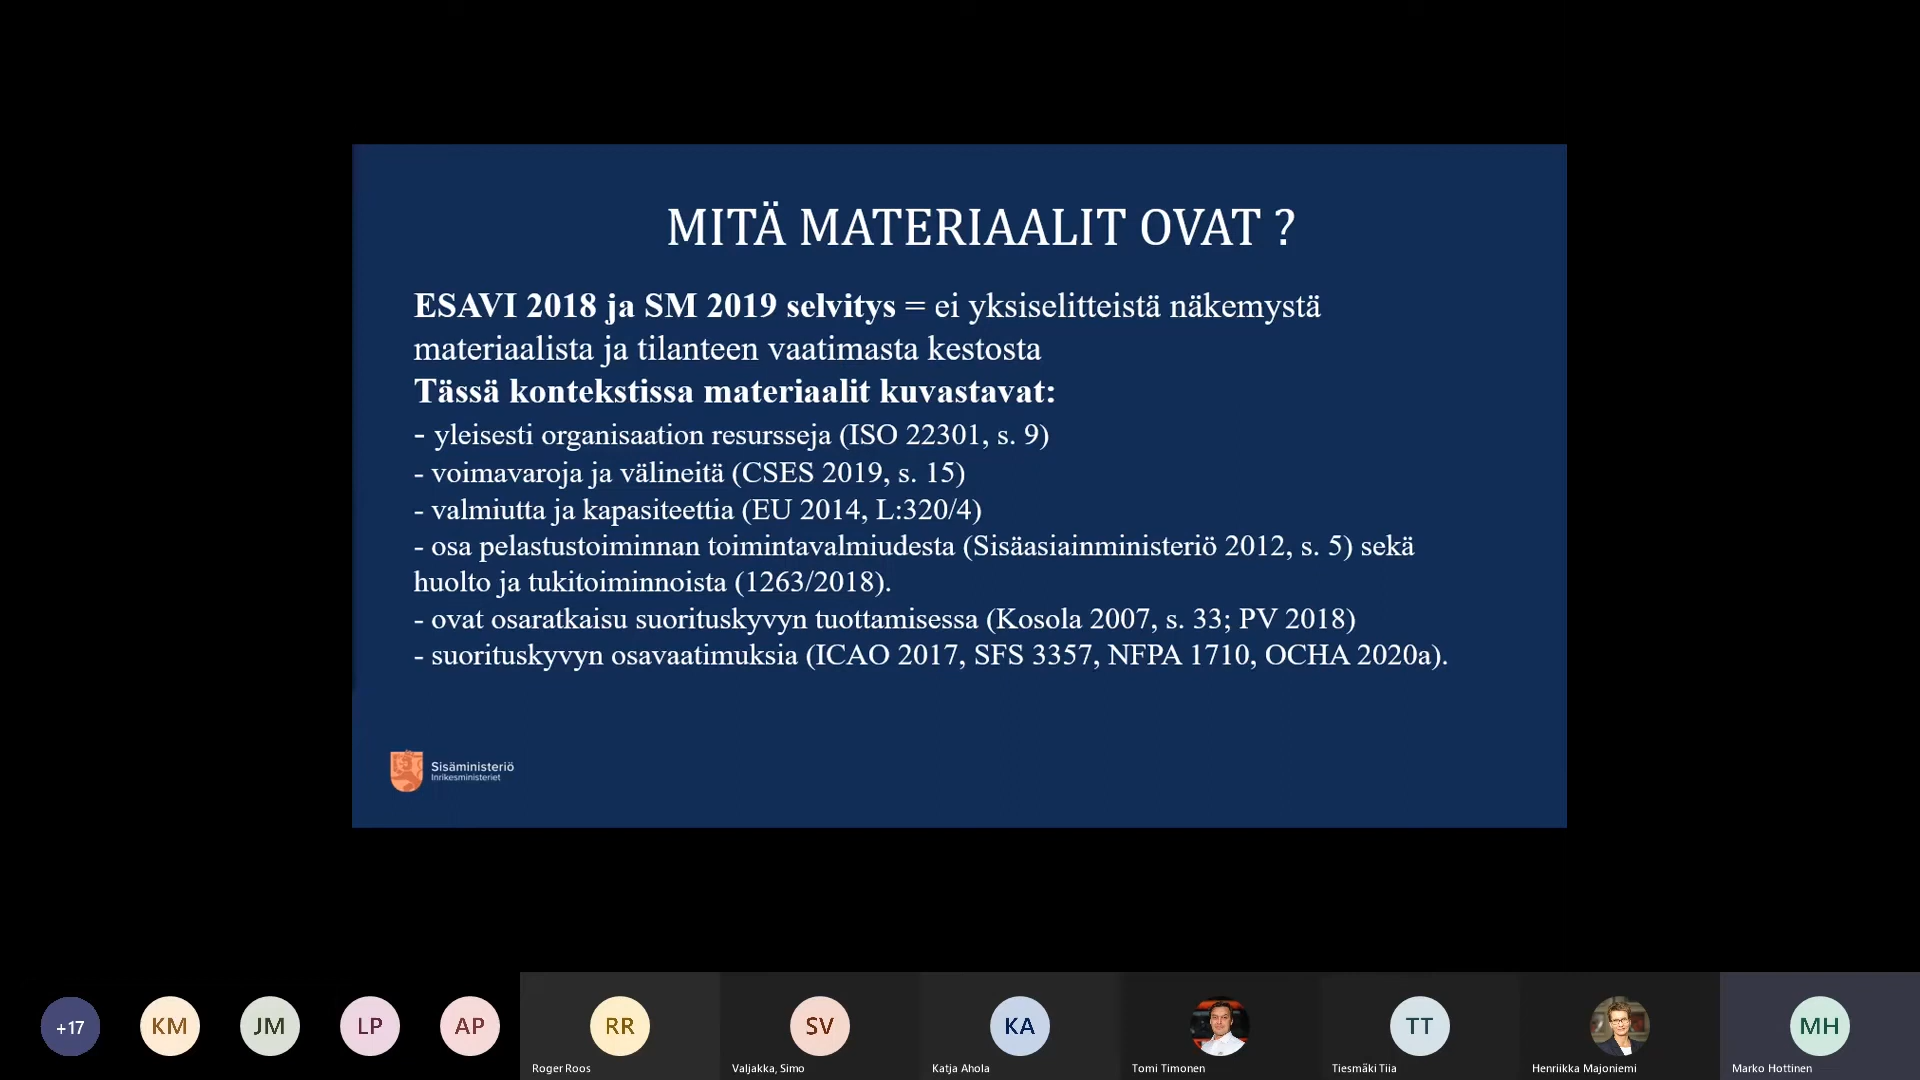 MITÄ MATERIAALIT OVAT ?
ESAVI 2018 ja SM 2019 selvitys = ei yksiselitteistä näkemystä
materiaalista ja tilanteen vaatimasta kestosta
Tässä kontekstissa materiaalit kuvastavat:
- yleisesti organisaation resursseja (ISO 22301, s. 9)
- voimavaroja ja välineitä (CSES 2019, s. 15)
- valmiutta ja kapasiteettia (EU 2014, L:320/4)
- osa pelastustoiminnan toimintavalmiudesta (Sisäasiainministeriö 2012, s. 5) sekä
huolto ja tukitoiminnoista (1263/2018).
- ovat osaratkaisu suorituskyvyn tuottamisessa (Kosola 2007, s. 33; PV 2018)
- suorituskyvyn osavaatimuksia (ICAO 2017, SFS 3357, NFPA 1710, OCHA 2020a).
Sisäministeriö
Inrikesministeriet
+17
KM
JM
LP
AP
RR
Roger Roos
SV
Valjakka, Simo
KA
Katja Ahola
Tomi Timonen
TT
Tiesmäki Tiia
Henriikka Majoniemi
MH
Marko Hottinen